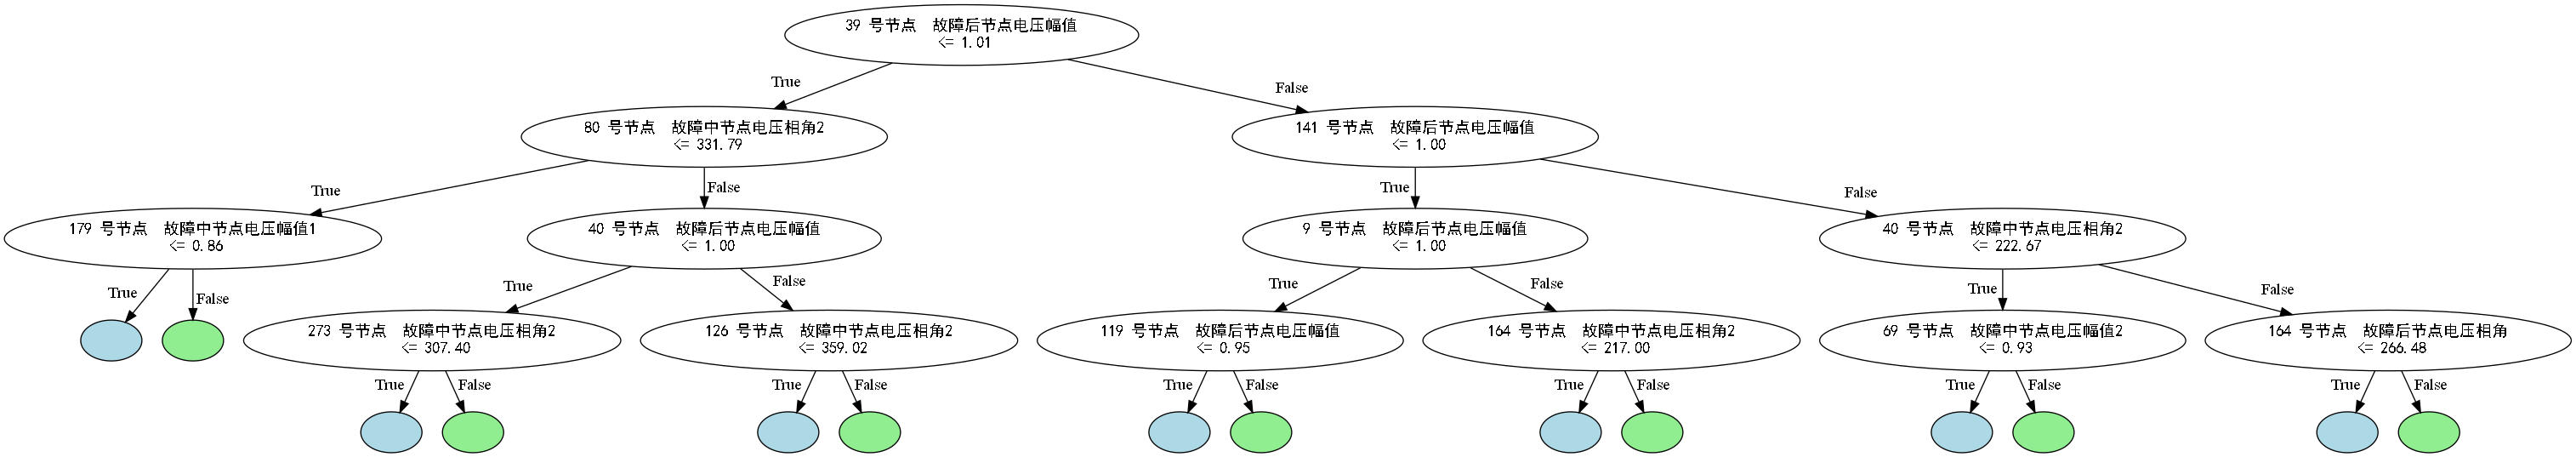 39 号节点 故障后节点电压幅值
<= 1.01
True
False
80 号节点 故障中节点电压相角2
<= 331.79
141 号节点 故障后节点电压幅值
<= 1.00
True
False
True
False
179 号节点 故障中节点电压幅值1
<= 0.86
40 号节点 故障后节点电压幅值
<= 1.00
9 号节点 故障后节点电压幅值
<= 1.00
40 号节点 故障中节点电压相角2
<= 222.67
True
False
True
False
True
False
True
False
273 号节点 故障中节点电压相角2
<= 307.40
126 号节点 故障中节点电压相角2
<= 359.02
119 号节点 故障后节点电压幅值
<= 0.95
164 号节点 故障中节点电压相角2
<= 217.00
69 号节点 故障中节点电压幅值2
<= 0.93
164 号节点 故障后节点电压相角
<= 266.48
True
False
True
False
True
False
True
False
True
False
True
False